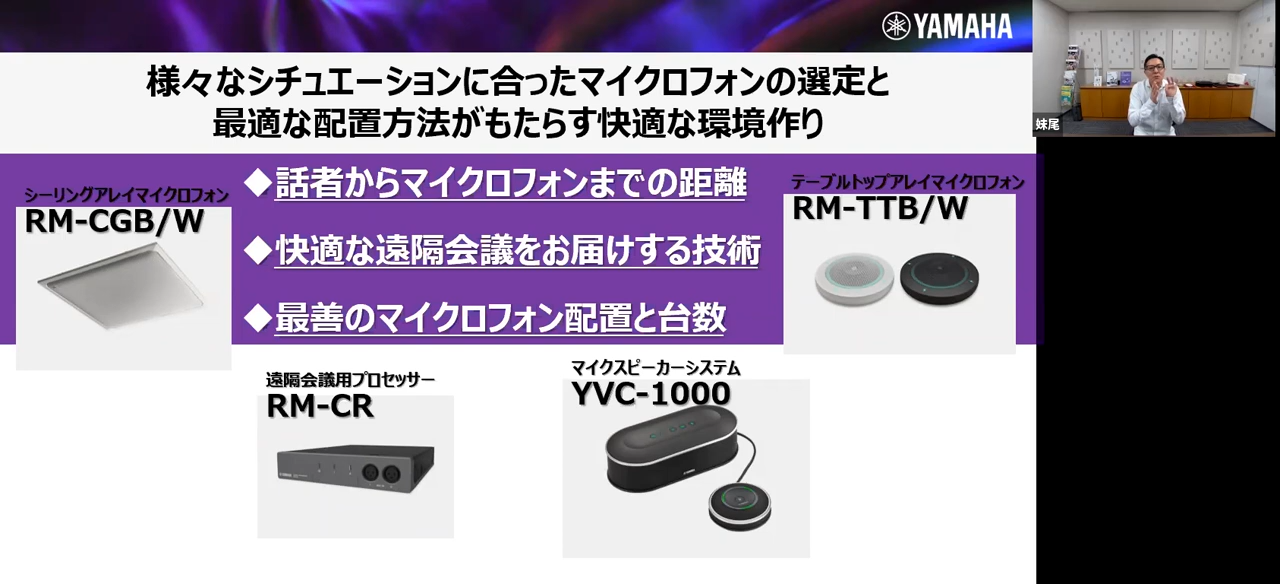 YAMAHA
様々なシチュエーションに合ったマイクロフォンの選定と
最適な配置方法がもたらす快適な環境作り
妹尾
シーリングアレイマイクロフォン
RM-CGB/W
◆話者からマイクロフォンまでの距離
◆快適な遠隔会議をお届けする技術
◆最善のマイクロフォン配置と台数
テーブルトップアレイマイクロフォン
RM-TTB/W
遠隔会議用プロセッサー
RM-CR
マイクスピーカーシステム
YVC-1000